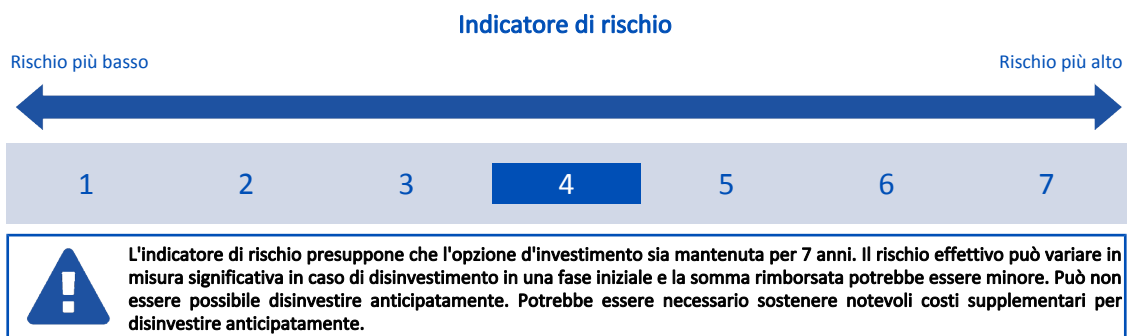 Indicatore di rischio
Rischio più basso Rischio più alto
1 2 3 4 5 6 7
L'indicatore di rischio presuppone che l'opzione d'investimento sia mantenuta per 7 anni. Il rischio effettivo può variare in
misura significativa in caso di disinvestimento in una fase iniziale e la somma rimborsata potrebbe essere minore. Può non
essere possibile disinvestire anticipatamente. Potrebbe essere necessario sostenere notevoli costi supplementari per
disinvestire anticipatamente.